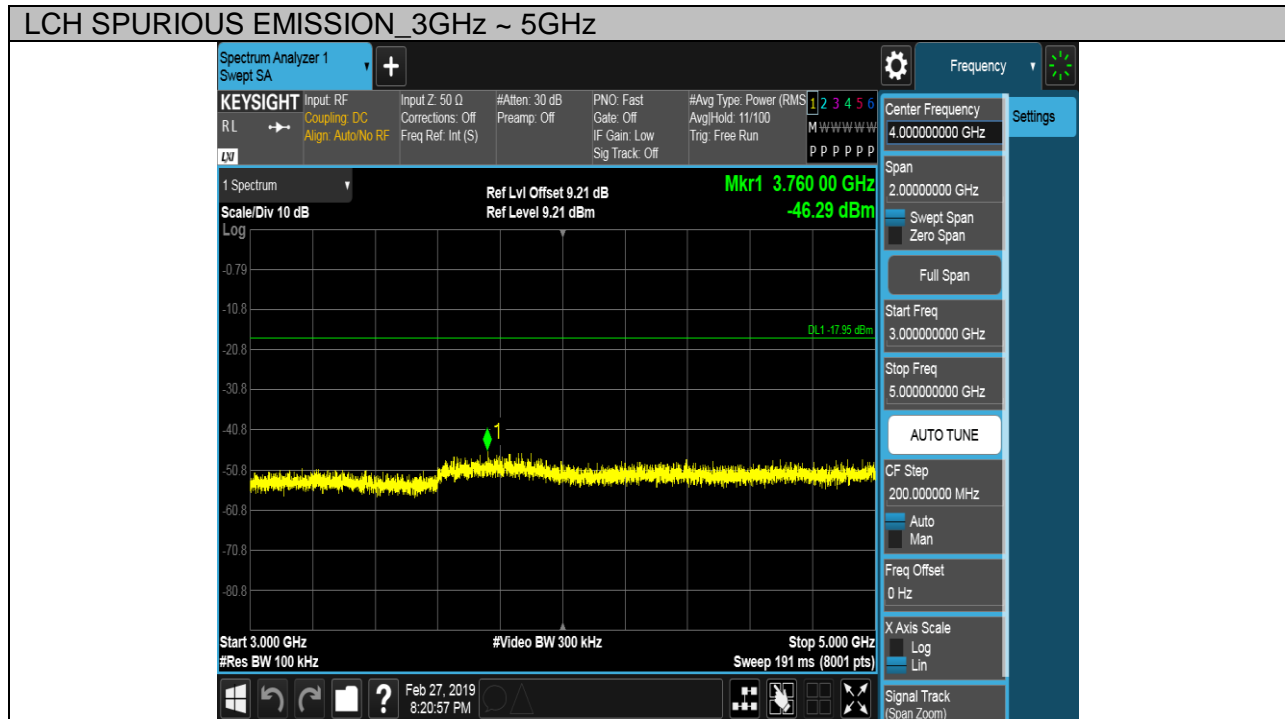 LCH SPURIOUS EMISSION_3GHz ~ 5GHz
Spectrum Analyzer 1
Swept SA
+
Frequency
KEYSIGHT
RL
LXI
Input: RF
Coupling: DC
Align: Auto/No RF
Input Z: 50 Ω
Corrections: Off
Freq Ref: Int (S)
#Atten: 30 dB
Preamp: Off
PNO: Fast
Gate: Off
IF Gain: Low
Sig Track: Off
#Avg Type: Power (RMS
Avg|Hold: 11/100
Trig: Free Run
1 2 3 4 5 6
M W W W W W
P P P P P P
1 Spectrum
Scale/Div 10 dB
Ref Lvl Offset 9.21 dB
Ref Level 9.21 dBm
Mkr1 3.760 00 GHz
-46.29 dBm
Log
-0.79
-10.8
DL1 -17.95 dBm
-20.8
-30.8
-40.8
1
-50.8
-60.8
-70.8
-80.8
Start 3.000 GHz
#Res BW 100 kHz
#Video BW 300 kHz
Stop 5.000 GHz
Sweep 191 ms (8001 pts)
?
Feb 27, 2019
8:20:57 PM
Center Frequency
4.00000000 GHz
Settings
Span
2.00000000 GHz
Swept Span
Zero Span
Full Span
Start Freq
3.000000000 GHz
Stop Freq
5.000000000 GHz
AUTO TUNE
CF Step
200.000000 MHz
Auto
Man
Freq Offset
0 Hz
X Axis Scale
Log
Lin
Signal Track
(Span Zoom)